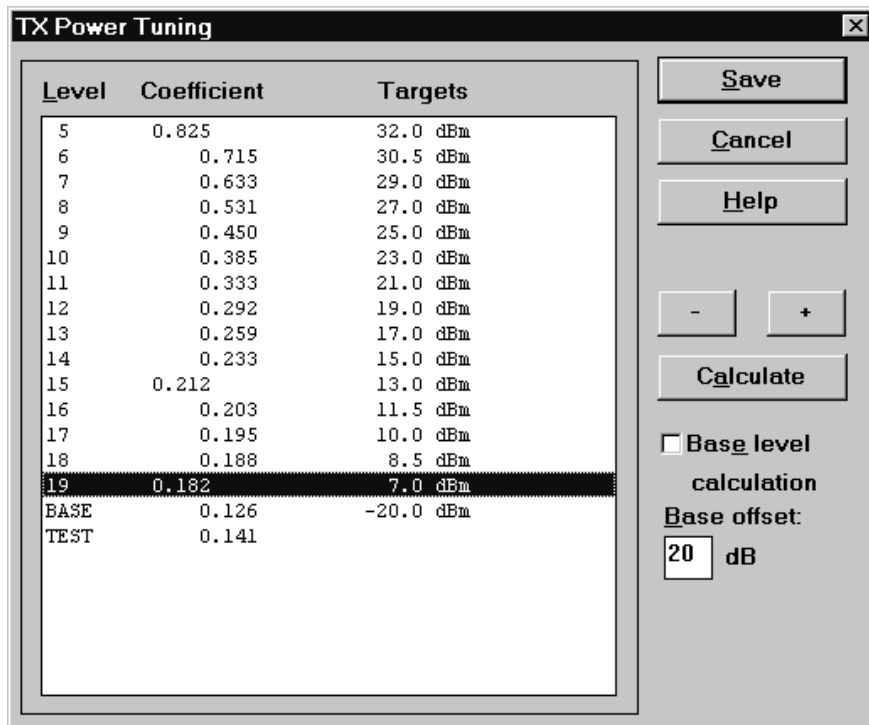 TX Power Tuning
Level Coefficient Targets
5 0.825 32.0 dBm
6 0.715 30.5 dBm
7 0.633 29.0 dBm
8 0.531 27.0 dBm
9 0.450 25.0 dBm
10 0.385 23.0 dBm
11 0.333 21.0 dBm
12 0.292 19.0 dBm
13 0.259 17.0 dBm
14 0.233 15.0 dBm
15 0.212 13.0 dBm
16 0.203 11.5 dBm
17 0.195 10.0 dBm
18 0.188 8.5 dBm
19 0.182 7.0 dBm
BASE 0.126 -20.0 dBm
TEST 0.141
Save
Cancel
Help
- +
Calculate
Base level
calculation
Base offset:
20 dB